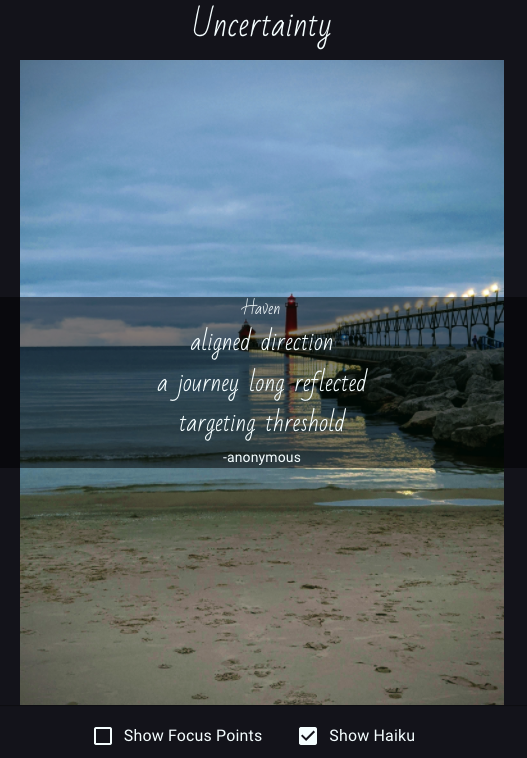 Uncertainty
Haven
aligned direction
a journey long reflected
targeting threshold
-anonymous
Show Focus Points
Show Haiku